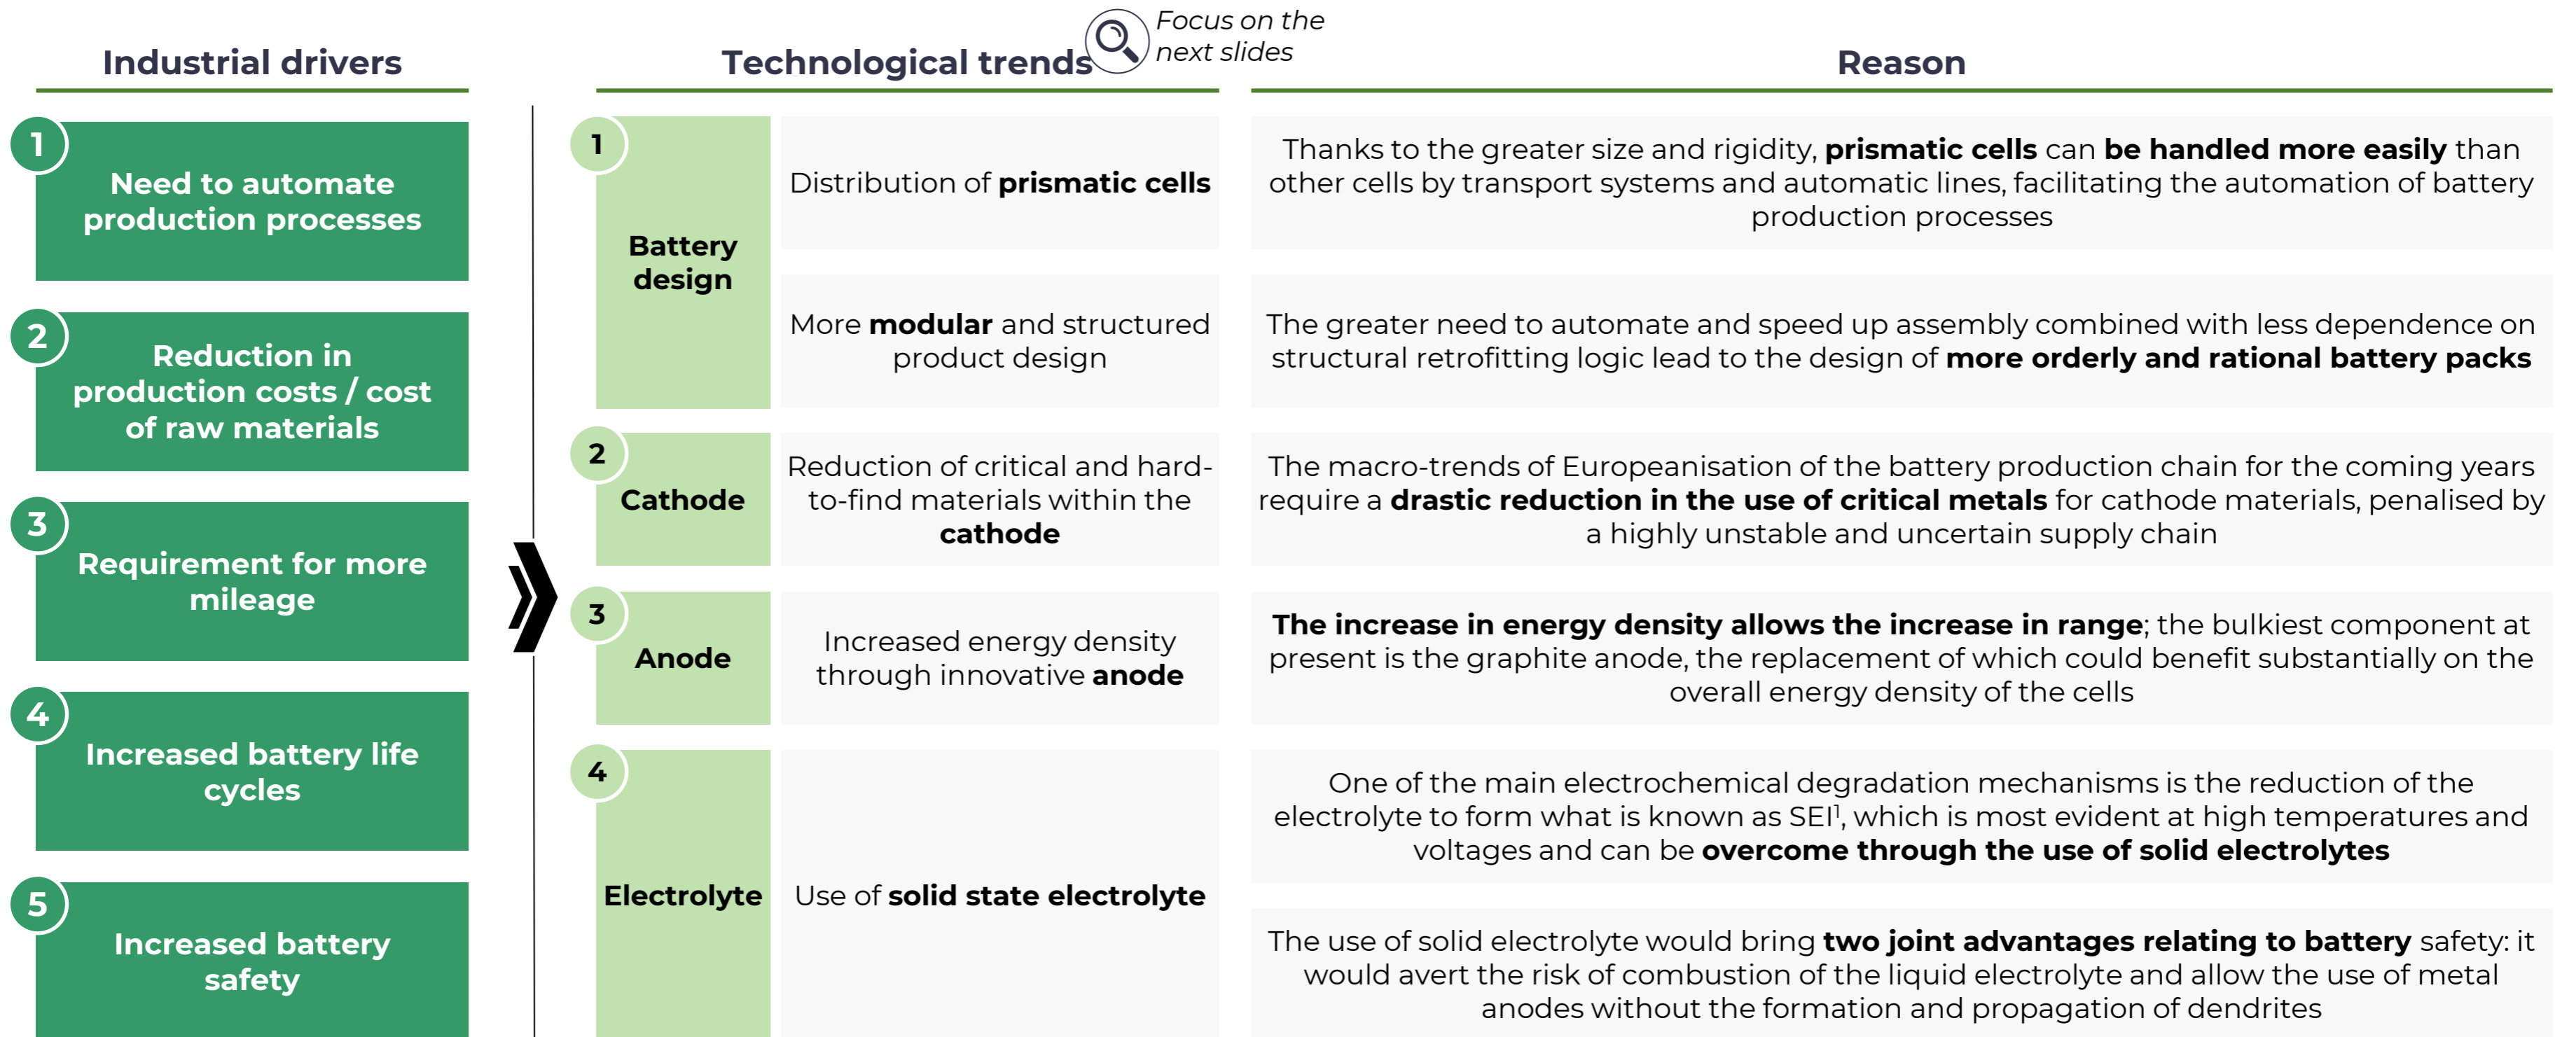 Focus on the
next slides
Industrial drivers
Technological trends
Reason
1
Need to automate
production processes
2
Reduction in
production costs / cost
of raw materials
3
Requirement for more
mileage
4
Increased battery life
cycles
5
Increased battery
safety
1
Battery
design
Distribution of prismatic cells
Thanks to the greater size and rigidity, prismatic cells can be handled more easily than
other cells by transport systems and automatic lines, facilitating the automation of battery
production processes
More modular and structured
product design
The greater need to automate and speed up assembly combined with less dependence on
structural retrofitting logic lead to the design of more orderly and rational battery packs
2
Cathode
Reduction of critical and hard-
to-find materials within the
cathode
The macro-trends of Europeanisation of the battery production chain for the coming years
require a drastic reduction in the use of critical metals for cathode materials, penalised by
a highly unstable and uncertain supply chain
3
Anode
Increased energy density
through innovative anode
The increase in energy density allows the increase in range; the bulkiest component at
present is the graphite anode, the replacement of which could benefit substantially on the
overall energy density of the cells
4
Electrolyte
Use of solid state electrolyte
One of the main electrochemical degradation mechanisms is the reduction of the
electrolyte to form what is known as SEI¹, which is most evident at high temperatures and
voltages and can be overcome through the use of solid electrolytes
The use of solid electrolyte would bring two joint advantages relating to battery safety: it
would avert the risk of combustion of the liquid electrolyte and allow the use of metal
anodes without the formation and propagation of dendrites